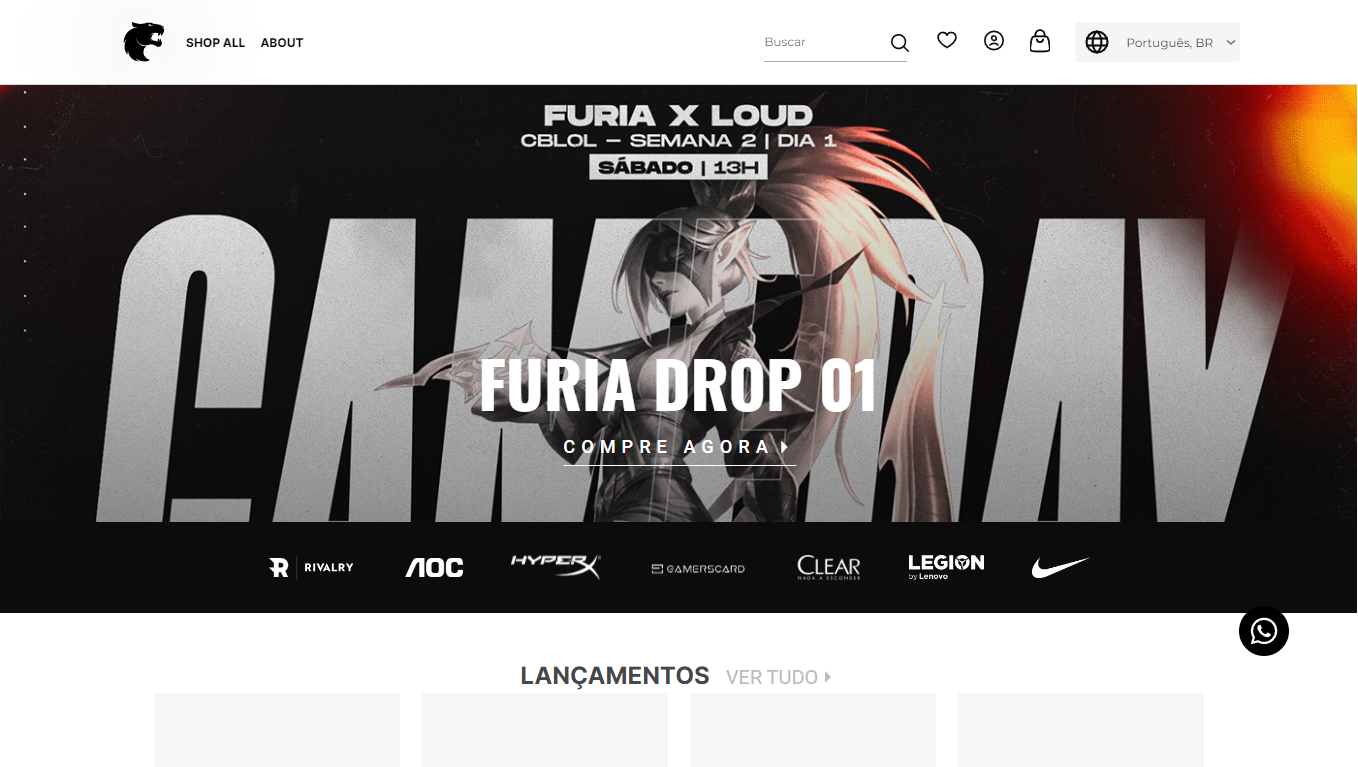 SHOP ALL
ABOUT
Buscar
Português, BR
FURIA X LOUD
CBLOL – SEMANA 2 | DIA 1
SÁBADO | 13H
GAMEDAY
FURIA DROP 01
COMPRE AGORA
R RIVALRY
AOC
HYPERX
GAMERSCARD
CLEAR
NADA A ESCONDER
LEGION
by Lenovo
LANÇAMENTOS VER TUDO